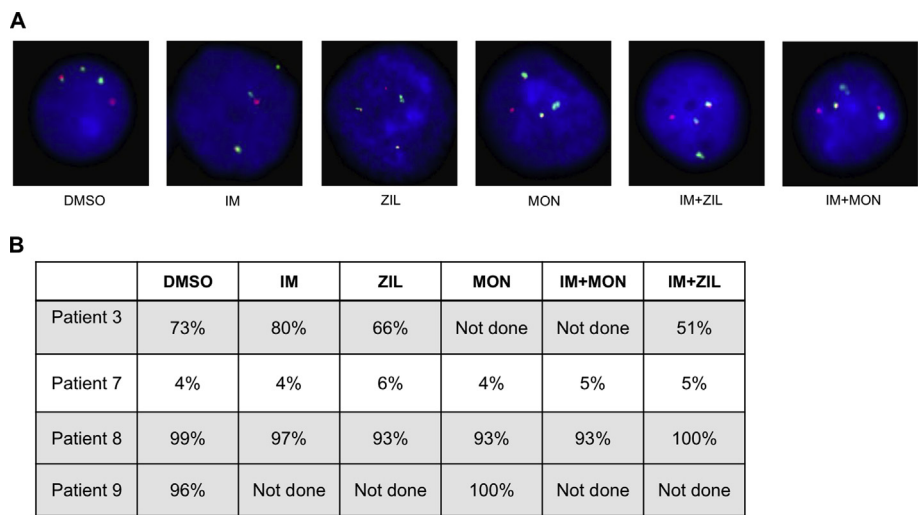 A
DMSO IM ZIL MON IM+ZIL IM+MON
B
DMSO IM ZIL MON IM+MON IM+ZIL
Patient 3 73% 80% 66% Not done Not done 51%
Patient 7 4% 4% 6% 4% 5% 5%
Patient 8 99% 97% 93% 93% 93% 100%
Patient 9 96% Not done Not done 100% Not done Not done